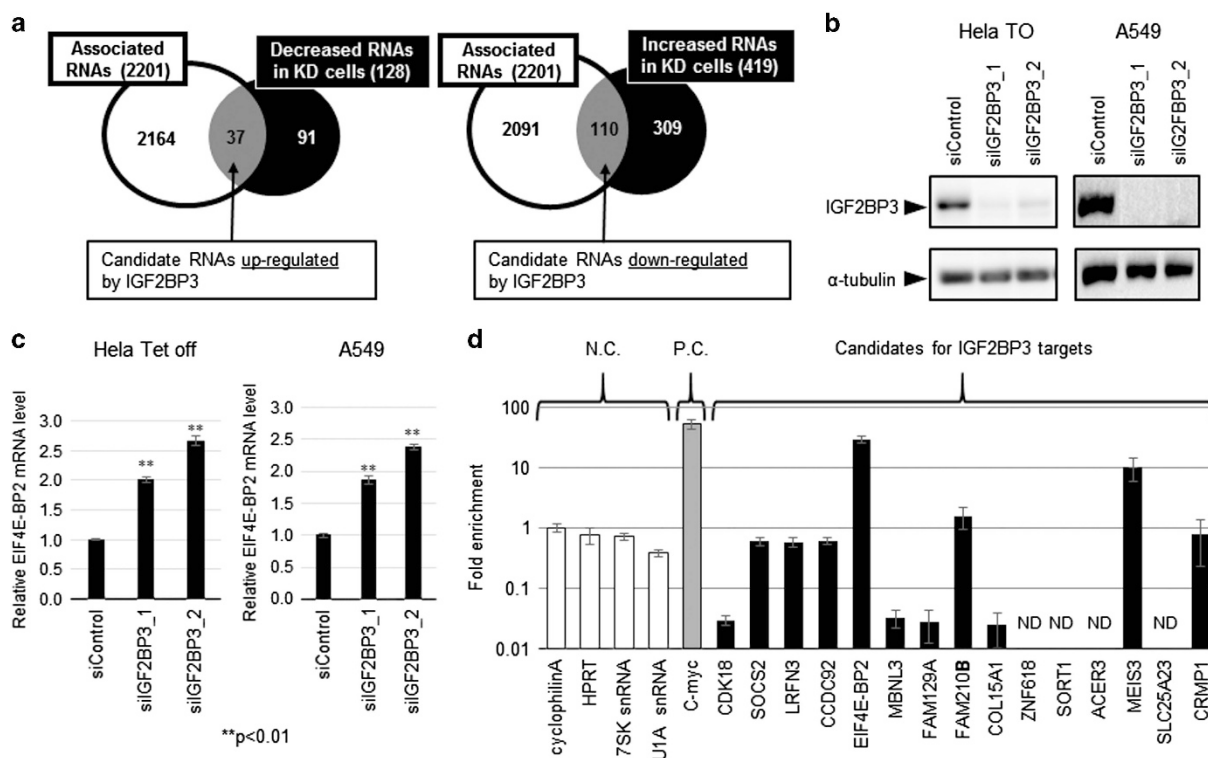 a
Associated
RNAs (2201)
Decreased RNAs
in KD cells (128)
2164
37
91
Candidate RNAs up-regulated
by IGF2BP3
Associated
RNAs (2201)
Increased RNAs
in KD cells (419)
2091
110
309
Candidate RNAs down-regulated
by IGF2BP3
b
Hela TO
A549
siControl
siIGF2BP3_1
siIGF2BP3_2
siControl
siIGF2BP3_1
siG2FBP3_2
IGF2BP3
α-tubulin
c
Hela Tet off
A549
Relative EIF4E-BP2 mRNA level
3.0
2.5
2.0
1.5
1.0
0.5
0.0
**
**
siControl
siIGF2BP3_1
siIGF2BP3_2
Relative EIF4E-BP2 mRNA level
3.0
2.5
2.0
1.5
1.0
0.5
0.0
**
**
siControl
siIGF2BP3_1
siIGF2BP3_2
**p<0.01
d
N.C.
P.C.
Candidates for IGF2BP3 targets
Fold enrichment
100
10
1
0.1
0.01
ND
ND
ND
ND
cyclophilinA
HPRT
7SK snRNA
U1A snRNA
C-myc
CDK18
SOCS2
LRFN3
CCDC92
EIF4E-BP2
MBNL3
FAM129A
FAM210B
COL15A1
ZNF618
SORT1
ACER3
MEIS3
SLC25A23
CRMP1